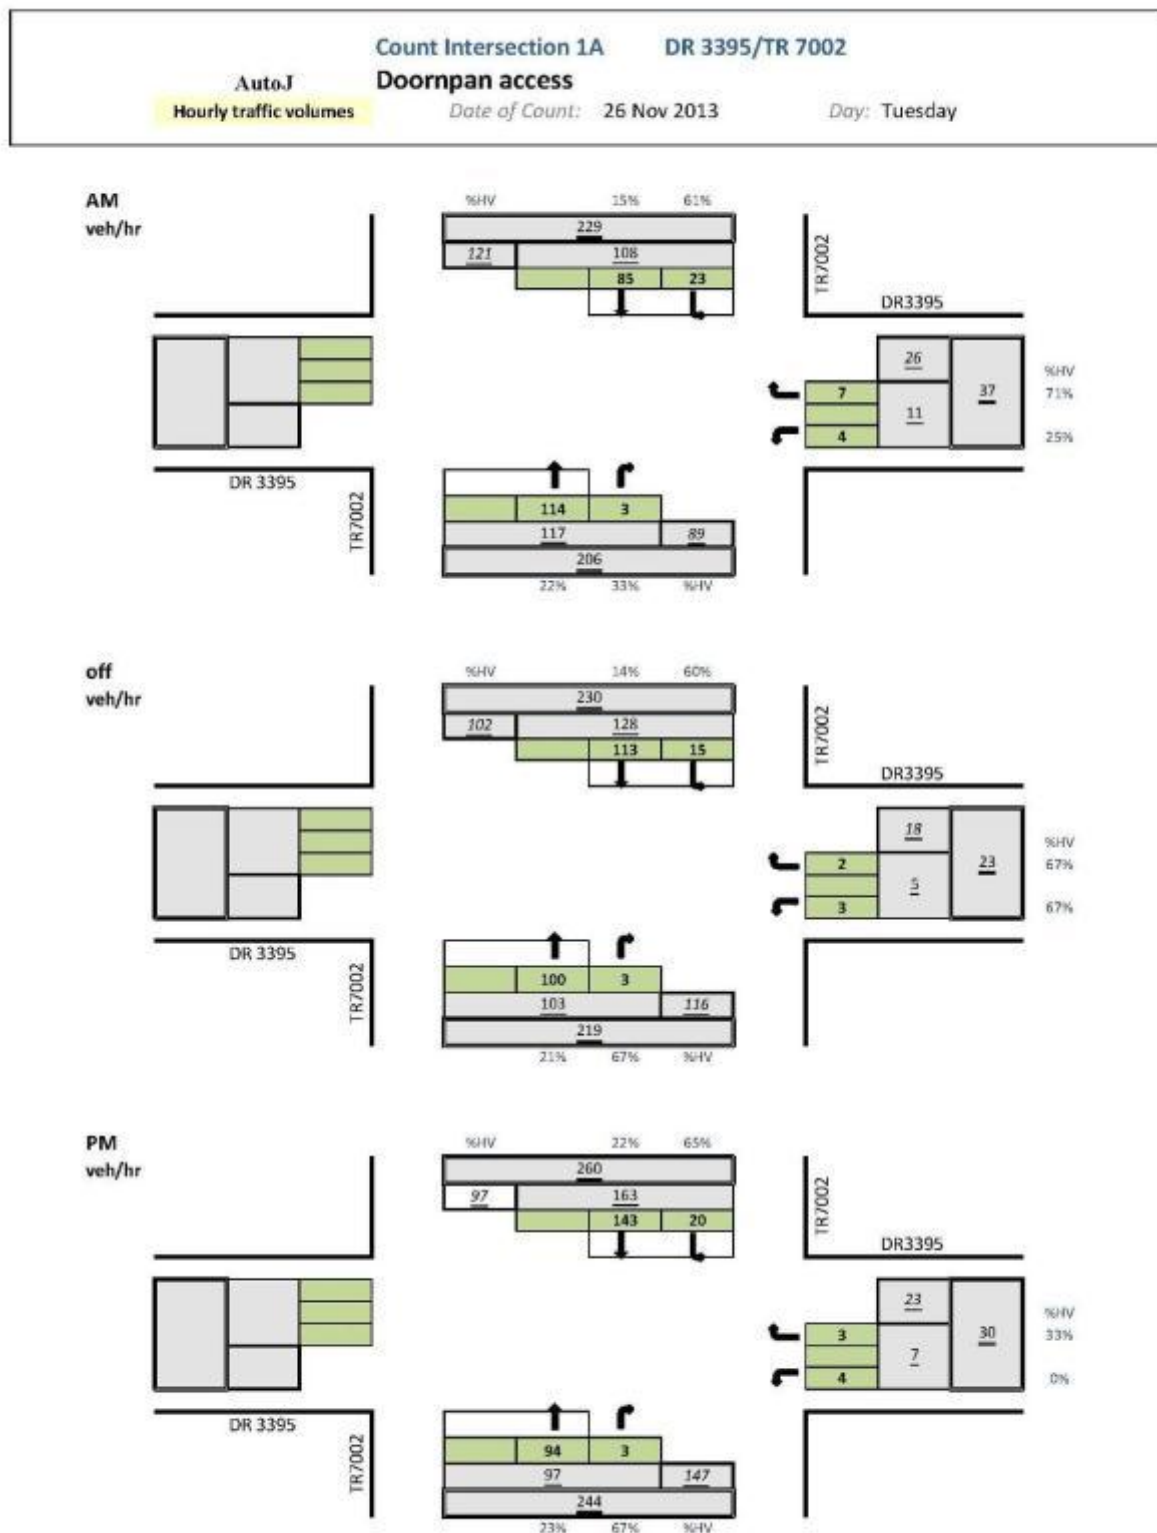 Count Intersection 1A DR 3395/TR 7002
AutoJ Doornpan access
Hourly traffic volumes Date of Count: 26 Nov 2013 Day: Tuesday
AM %HV 15% 61%
veh/hr 229
121 108
85 23
TR7002
DR3395
26
%HV
7 37 71%
11
4 25%
DR 3395
TR7002
114 3
117 89
206
22% 33% %HV
off %HV 14% 60%
veh/hr 230
102 128
113 15
TR7002
DR3395
18
%HV
2 23 67%
5
3 67%
DR 3395
TR7002
100 3
103 116
219
21% 67% %HV
PM %HV 22% 65%
veh/hr 260
97 163
143 20
TR7002
DR3395
23
%HV
3 30 33%
7
4 0%
DR 3395
TR7002
94 3
97 147
244
23% 67% %HV